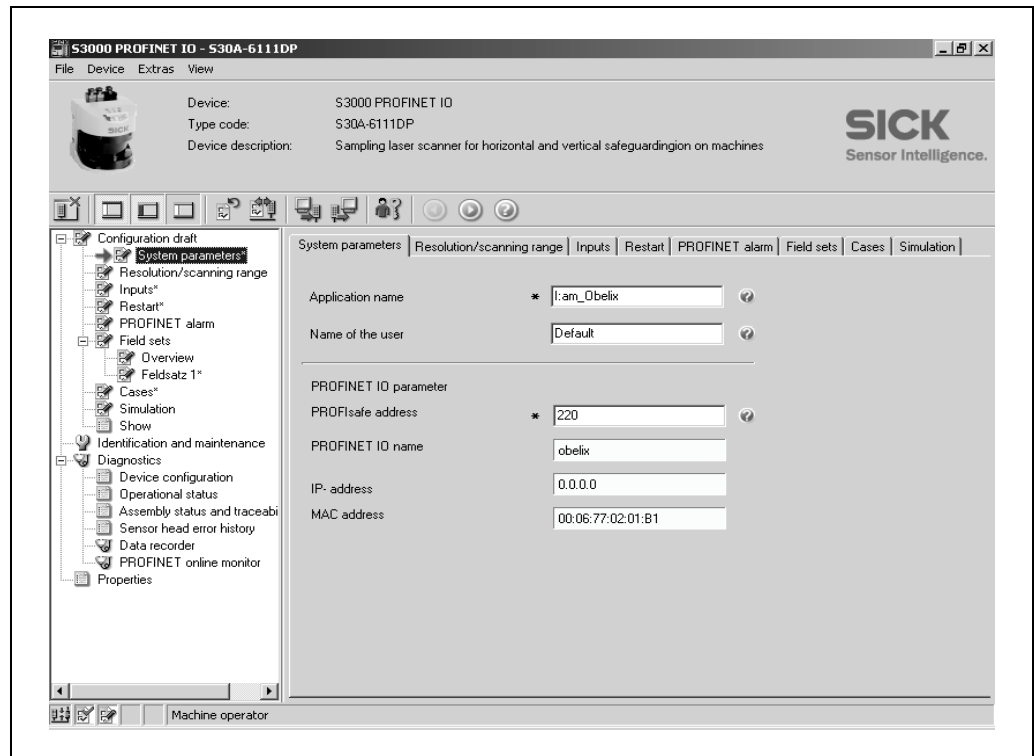 S3000 PROFINET IO - S30A-6111DP
File Device Extras View
Device: S3000 PROFINET IO
Type code: S30A-6111DP
Device description: Sampling laser scanner for horizontal and vertical safeguardingion on machines
SICK
SICK
Sensor Intelligence.
Configuration draft
System parameters*
Resolution/scanning range
Inputs*
Restart*
PROFINET alarm
Field sets
Overview
Feldsatz 1*
Cases*
Simulation
Show
Identification and maintenance
Diagnostics
Device configuration
Operational status
Assembly status and traceabi
Sensor head error history
Data recorder
PROFINET online monitor
Properties
System parameters Resolution/scanning range Inputs Restart PROFINET alarm Field sets Cases Simulation
Application name * I:am_Obelix
Name of the user Default
PROFINET IO parameter
PROFIsafe address * 220
PROFINET IO name obelix
IP- address 0.0.0.0
MAC address 00:06:77:02:01:B1
Machine operator